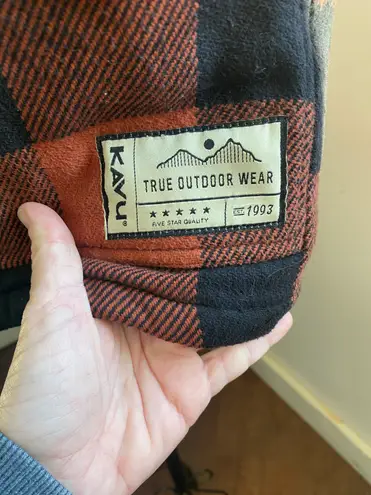 KAVU®
TRUE OUTDOOR WEAR
★★★★★
FIVE STAR QUALITY
EST 1993